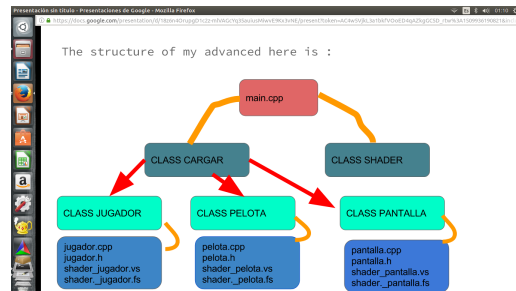 Presentación sin título - Presentaciones de Google - Mozilla Firefox
01:10
The structure of my advanced here is :
main.cpp
CLASS CARGAR
CLASS SHADER
CLASS JUGADOR
CLASS PELOTA
CLASS PANTALLA
jugador.cpp
jugador.h
shader_jugador.vs
shader._jugador.fs
pelota.cpp
pelota.h
shader_pelota.vs
shader._pelota.fs
pantalla.cpp
pantalla.h
shader_pantalla.vs
shader._pantalla.fs